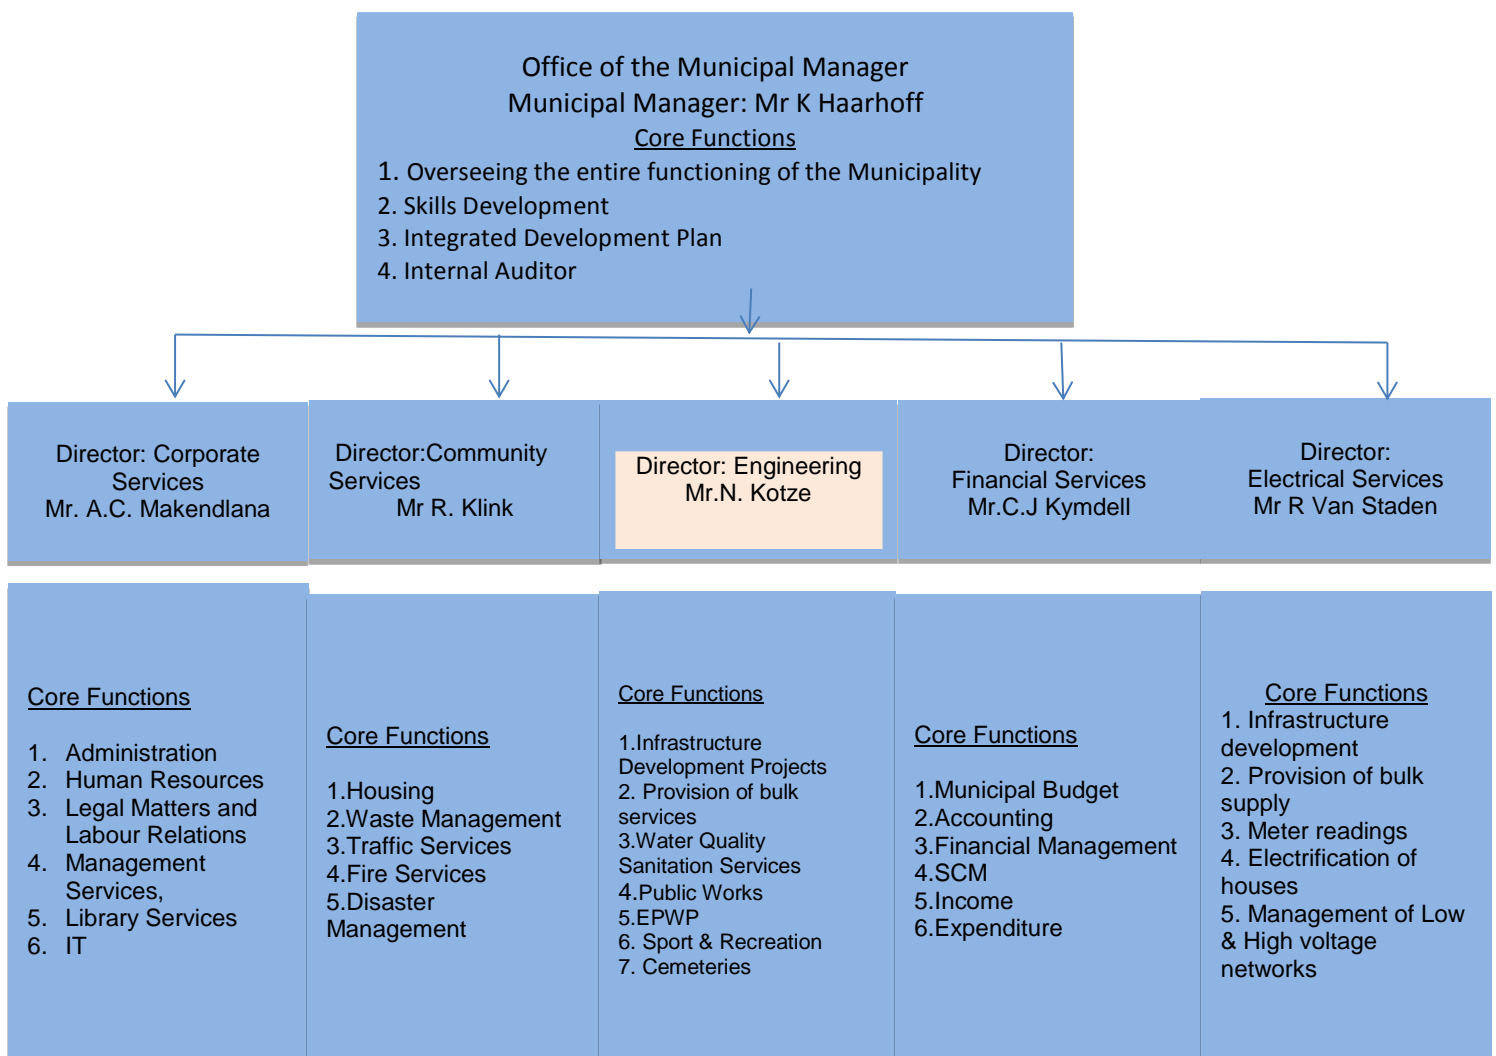 Office of the Municipal Manager
Municipal Manager: Mr K Haarhoff
Core Functions
1. Overseeing the entire functioning of the Municipality
2. Skills Development
3. Integrated Development Plan
4. Internal Auditor
Director: Corporate
Services
Mr. A.C. Makendlana
Director:Community
Services
Mr R. Klink
Director: Engineering
Mr.N. Kotze
Director:
Financial Services
Mr.C.J Kymdell
Director:
Electrical Services
Mr R Van Staden
Core Functions
1. Administration
2. Human Resources
3. Legal Matters and
Labour Relations
4. Management
Services,
5. Library Services
6. IT
Core Functions
1.Housing
2.Waste Management
3.Traffic Services
4.Fire Services
5.Disaster
Management
Core Functions
1.Infrastructure
Development Projects
2. Provision of bulk
services
3.Water Quality
Sanitation Services
4.Public Works
5.EPWP
6. Sport & Recreation
7. Cemeteries
Core Functions
1.Municipal Budget
2.Accounting
3.Financial Management
4.SCM
5.Income
6.Expenditure
Core Functions
1. Infrastructure
development
2. Provision of bulk
supply
3. Meter readings
4. Electrification of
houses
5. Management of Low
& High voltage
networks